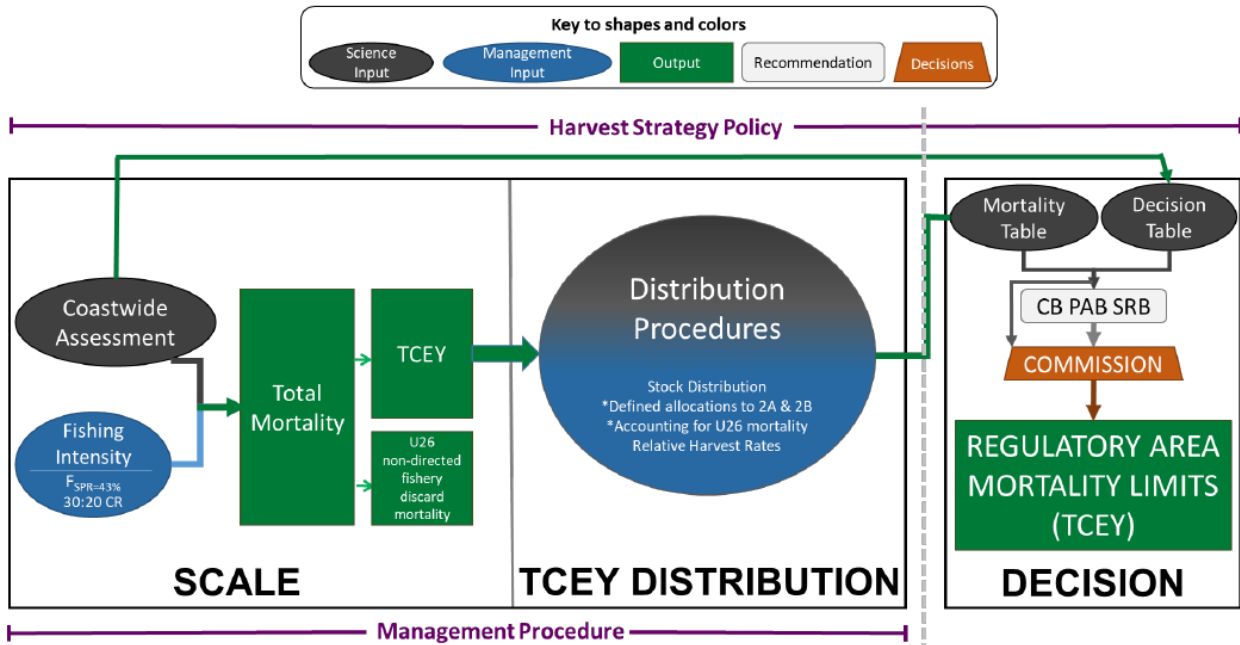 Key to shapes and colors
Science
Input
Management
Input
Output
Recommendation
Decisions
Harvest Strategy Policy
Coastwide
Assessment
Fishing
Intensity
F_SPR=43%
30:20 CR
Total
Mortality
TCEY
U26
non-directed
fishery
discard
mortality
SCALE
Distribution
Procedures
Stock Distribution
*Defined allocations to 2A & 2B
*Accounting for U26 mortality
Relative Harvest Rates
TCEY DISTRIBUTION
Mortality
Table
Decision
Table
CB PAB SRB
COMMISSION
REGULATORY AREA
MORTALITY LIMITS
(TCEY)
DECISION
Management Procedure